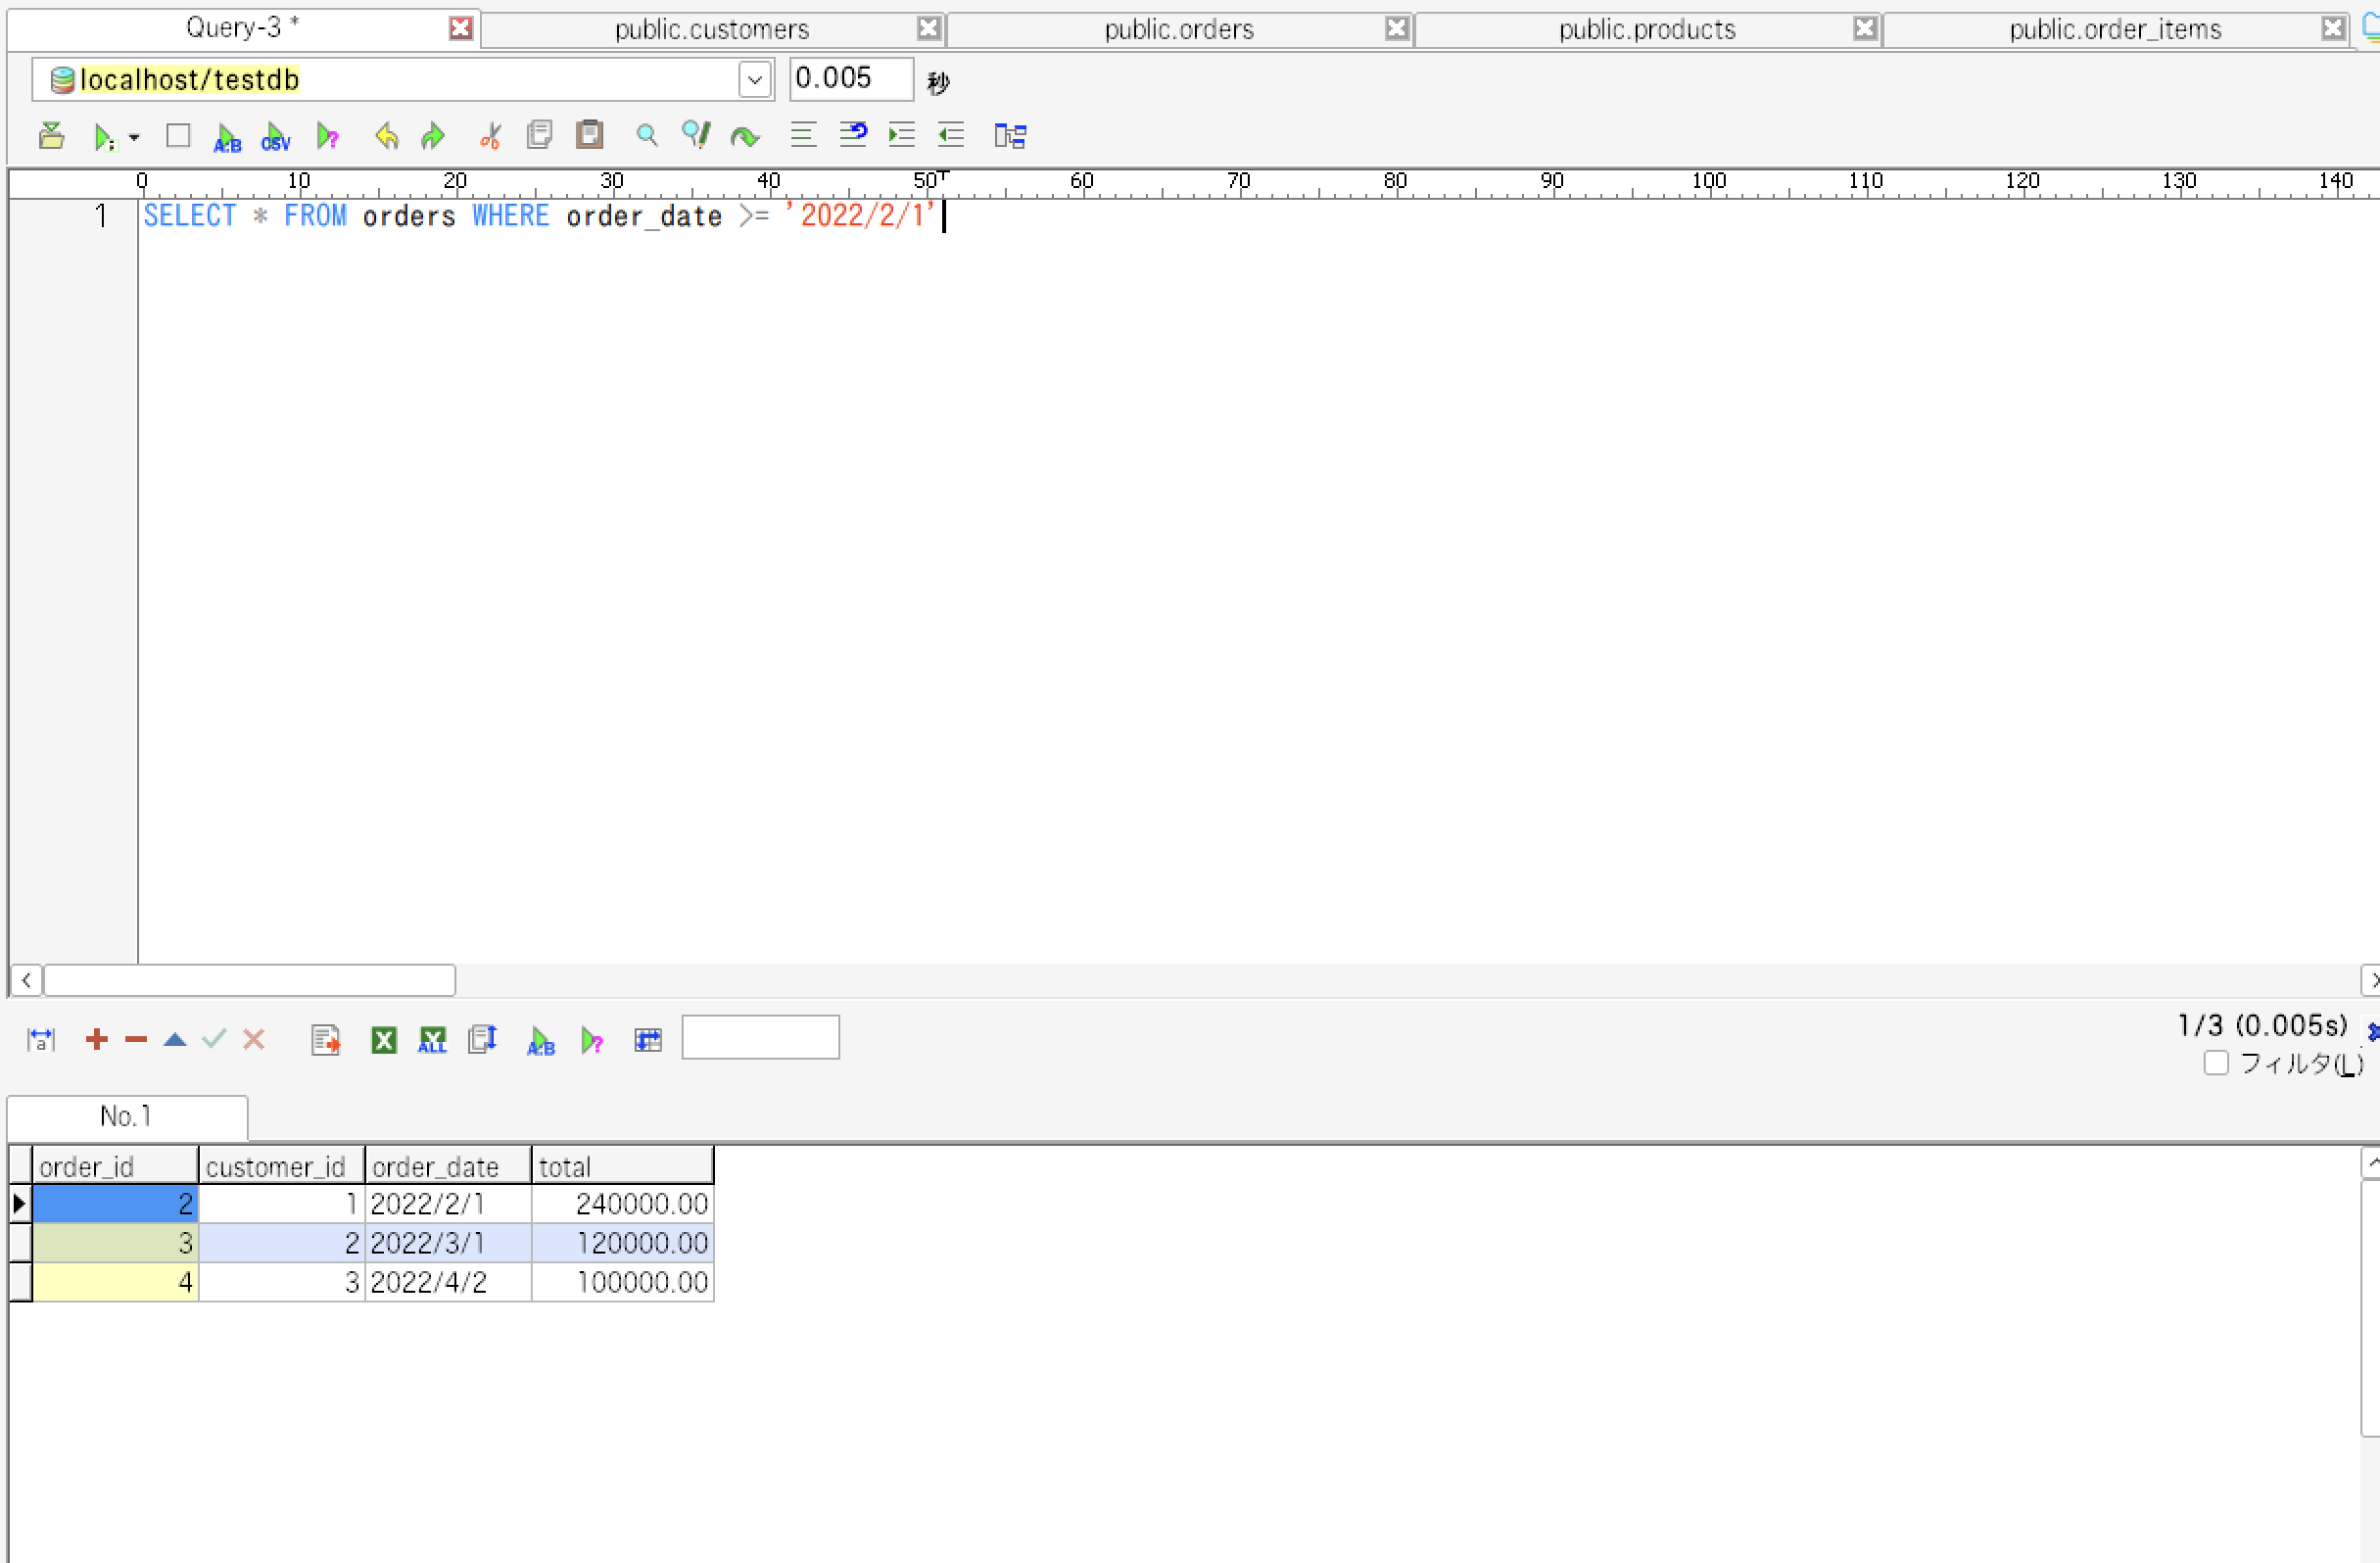 Query-3 * public.customers public.orders public.products public.order_items
localhost/testdb 0.005 秒
A:B CSV
0 10 20 30 40 50 60 70 80 90 100 110 120 130 140
1 SELECT * FROM orders WHERE order_date >= '2022/2/1'
ALL A:B 1/3 (0.005s)
フィルタ(L)
No.1
order_id customer_id order_date total
2 1 2022/2/1 240000.00
3 2 2022/3/1 120000.00
4 3 2022/4/2 100000.00